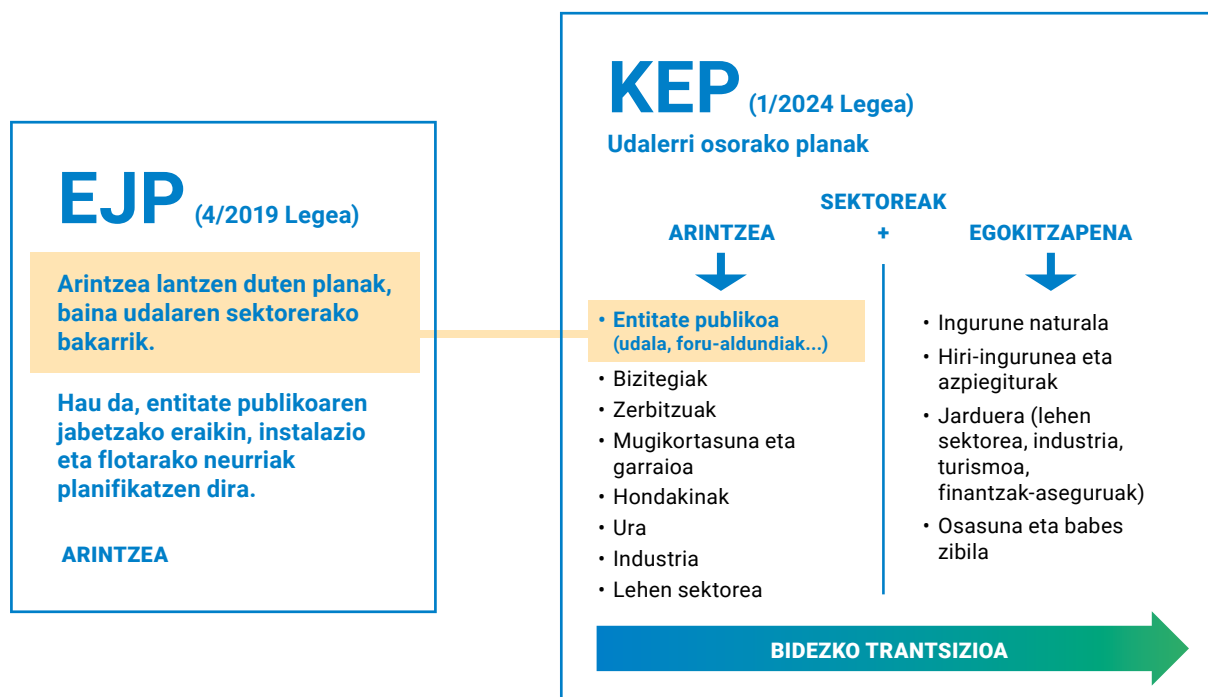 EJP (4/2019 Legea)
Arintzea lantzen duten planak,
baina udalaren sektorerako
bakarrik.
Hau da, entitate publikoaren
jabetzako eraikin, instalazio
eta flotarako neurriak
planifikatzen dira.
ARINTZEA
KEP (1/2024 Legea)
Udalerri osorako planak
SEKTOREAK
ARINTZEA + EGOKITZAPENA
• Entitate publikoa
(udala, foru-aldundiak...)
• Bizitegiak
• Zerbitzuak
• Mugikortasuna eta
garraioa
• Hondakinak
• Ura
• Industria
• Lehen sektorea
• Ingurune naturala
• Hiri-ingurunea eta
azpiegiturak
• Jarduera (lehen
sektorea, industria,
turismoa,
finantzak-aseguruak)
• Osasuna eta babes
zibila
BIDEZKO TRANTSIZIOA